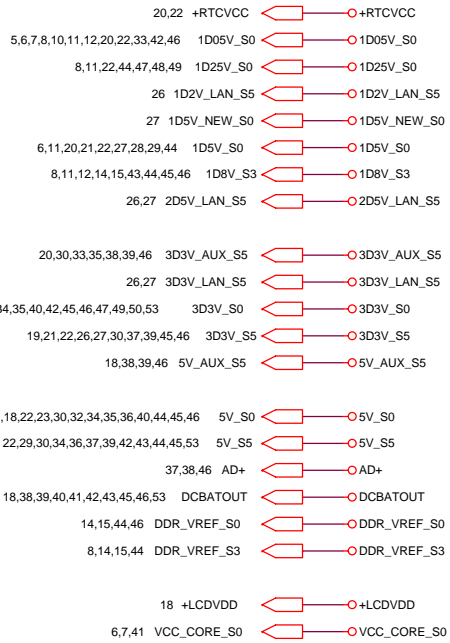 20,22 +RTCVCC +RTCVCC
5,6,7,8,10,11,12,20,22,33,42,46 1D05V_S0 1D05V_S0
8,11,22,44,47,48,49 1D25V_S0 1D25V_S0
26 1D2V_LAN_S5 1D2V_LAN_S5
27 1D5V_NEW_S0 1D5V_NEW_S0
6,11,20,21,22,27,28,29,44 1D5V_S0 1D5V_S0
8,11,12,14,15,43,44,45,46 1D8V_S3 1D8V_S3
26,27 2D5V_LAN_S5 2D5V_LAN_S5
20,30,33,35,38,39,46 3D3V_AUX_S5 3D3V_AUX_S5
26,27 3D3V_LAN_S5 3D3V_LAN_S5
34,35,40,42,45,46,47,49,50,53 3D3V_S0 3D3V_S0
19,21,22,26,27,30,37,39,45,46 3D3V_S5 3D3V_S5
18,38,39,46 5V_AUX_S5 5V_AUX_S5
,18,22,23,30,32,34,35,36,40,44,45,46 5V_S0 5V_S0
22,29,30,34,36,37,39,42,43,44,45,53 5V_S5 5V_S5
37,38,46 AD+ AD+
18,38,39,40,41,42,43,45,46,53 DCBATOUT DCBATOUT
14,15,44,46 DDR_VREF_S0 DDR_VREF_S0
8,14,15,44 DDR_VREF_S3 DDR_VREF_S3
18 +LCDVDD +LCDVDD
6,7,41 VCC_CORE_S0 VCC_CORE_S0